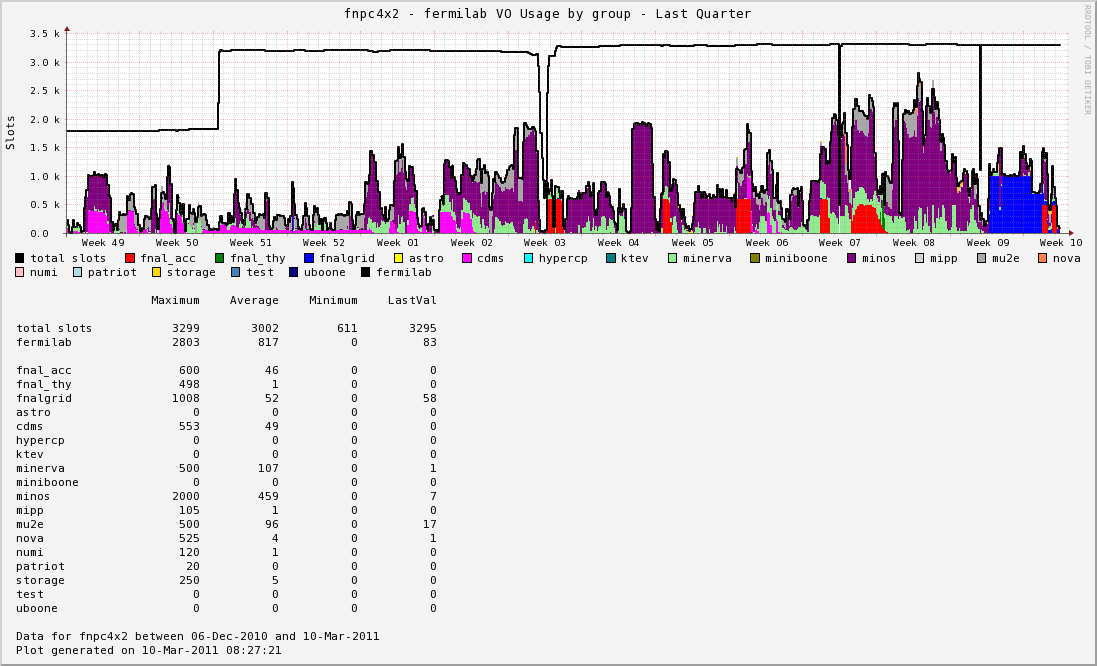 fnpc4x2 - fermilab VO Usage by group - Last Quarter
RRDTOOL / TOBI OETIKER
Slots
3.5 k
3.0 k
2.5 k
2.0 k
1.5 k
1.0 k
0.5 k
0.0
Week 49 Week 50 Week 51 Week 52 Week 01 Week 02 Week 03 Week 04 Week 05 Week 06 Week 07 Week 08 Week 09 Week 10
total slots fnal_acc fnal_thy fnalgrid astro cdms hypercp ktev minerva miniboone minos mipp mu2e nova
numi patriot storage test uboone fermilab
Maximum Average Minimum LastVal
total slots 3299 3002 611 3295
fermilab 2803 817 0 83
fnal_acc 600 46 0 0
fnal_thy 498 1 0 0
fnalgrid 1008 52 0 58
astro 0 0 0 0
cdms 553 49 0 0
hypercp 0 0 0 0
ktev 0 0 0 0
minerva 500 107 0 1
miniboone 0 0 0 0
minos 2000 459 0 7
mipp 105 1 0 0
mu2e 500 96 0 17
nova 525 4 0 1
numi 120 1 0 0
patriot 20 0 0 0
storage 250 5 0 0
test 0 0 0 0
uboone 0 0 0 0
Data for fnpc4x2 between 06-Dec-2010 and 10-Mar-2011
Plot generated on 10-Mar-2011 08:27:21